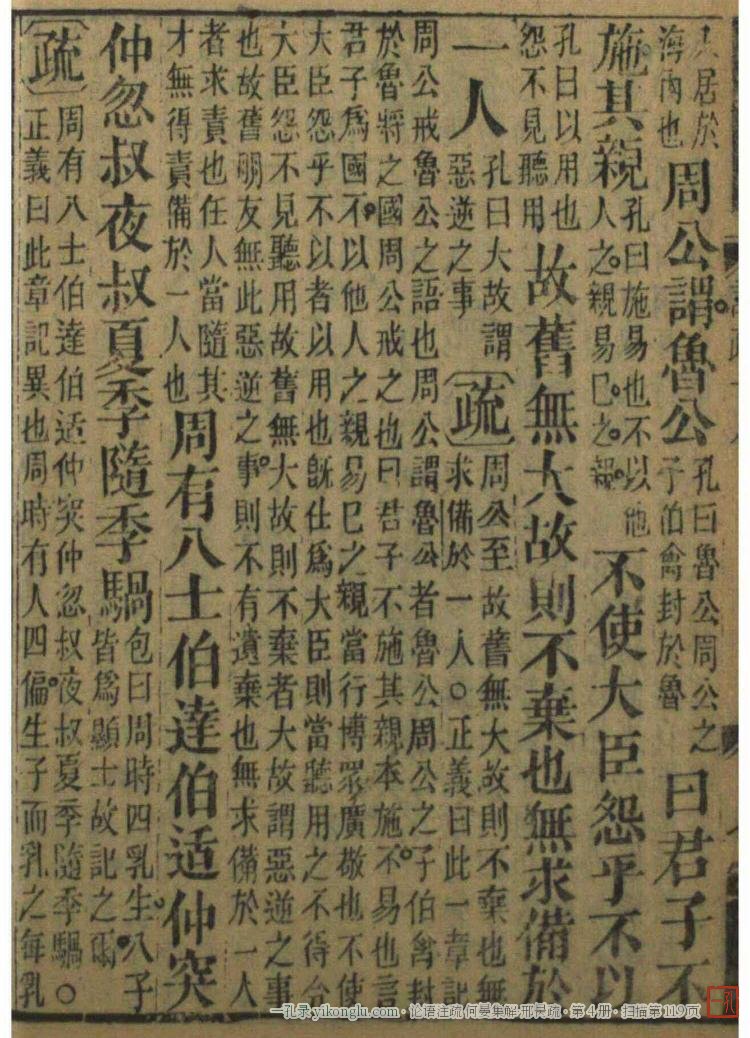 人居於
海內也
周公謂魯公
孔曰魯公周公之
子伯禽封於魯
曰君子不
施其親
孔曰施易也不以他
人之親易己之親
不使大臣怨乎不以
孔曰以用也
怨不見聽用
故舊無大故則不棄也無求備於
一人
孔曰大故謂
惡逆之事
疏
周公至
求備於一人○正義曰此一章記
故舊無大故則不棄也無
周公戒魯公之語也周公謂魯公者魯公周公之子伯禽封
於魯將之國周公戒之也曰君子不施其親本施不易也言
君子為國不以他人之親易巳之親當行博眾廣敬也不使
大臣怨乎不以者以用也既仕為大臣則當聽用之不得令
大臣怨不見聽用故舊無大故則不棄者大故謂惡逆之事
也故舊朋友無此惡逆之事則不有遺棄也無求備於一人
者求責也任人當隨其
才無得責備於一人也
周有八士伯達伯适仲突
仲忽叔夜叔夏季隨季騧
包曰周時四乳生八子
皆為顯士故記之爾
疏
周有八士伯達伯适仲突仲忽叔夜叔夏季隨季騧○
正義曰此章記異也周時有人四偏生子而乳之每乳
一孔录 yikonglu.com · 论语注疏 何晏集解 邢昺疏 · 第4册 · 扫描第119页